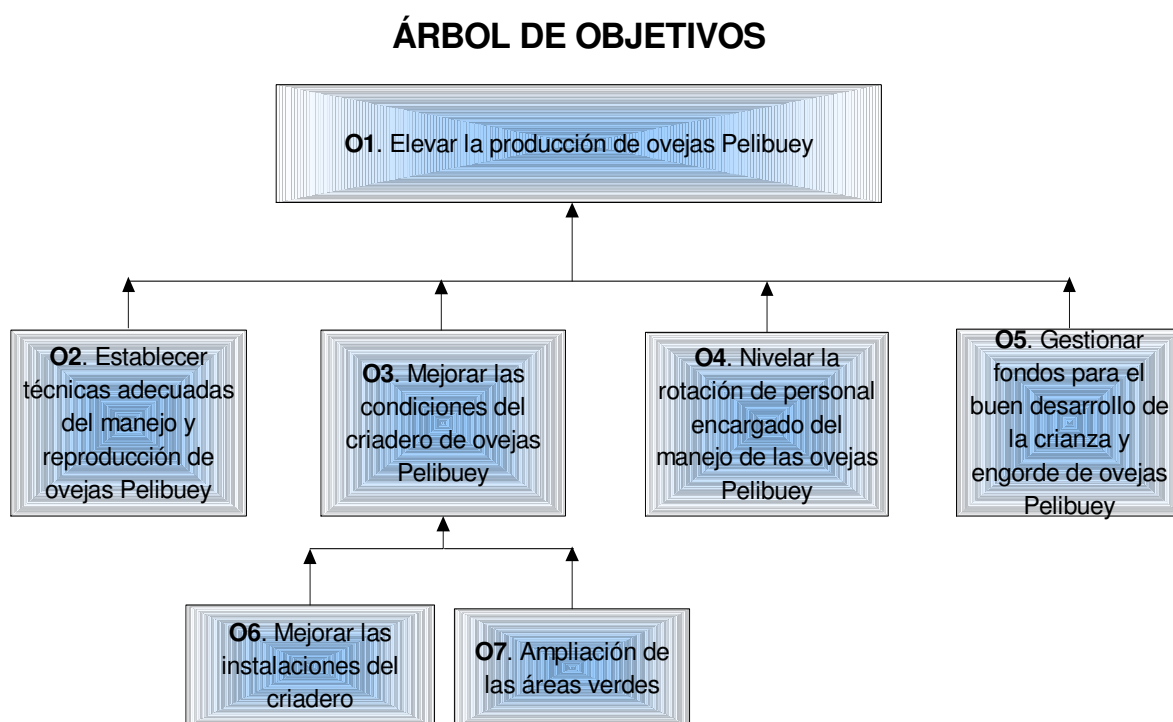 ÁRBOL DE OBJETIVOS
O1. Elevar la producción de ovejas Pelibuey
O2. Establecer
técnicas adecuadas
del manejo y
reproducción de
ovejas Pelibuey
O3. Mejorar las
condiciones del
criadero de ovejas
Pelibuey
O4. Nivelar la
rotación de personal
encargado del
manejo de las ovejas
Pelibuey
O5. Gestionar
fondos para el
buen desarrollo de
la crianza y
engorde de ovejas
Pelibuey
O6. Mejorar las
instalaciones del
criadero
O7. Ampliación de
las áreas verdes